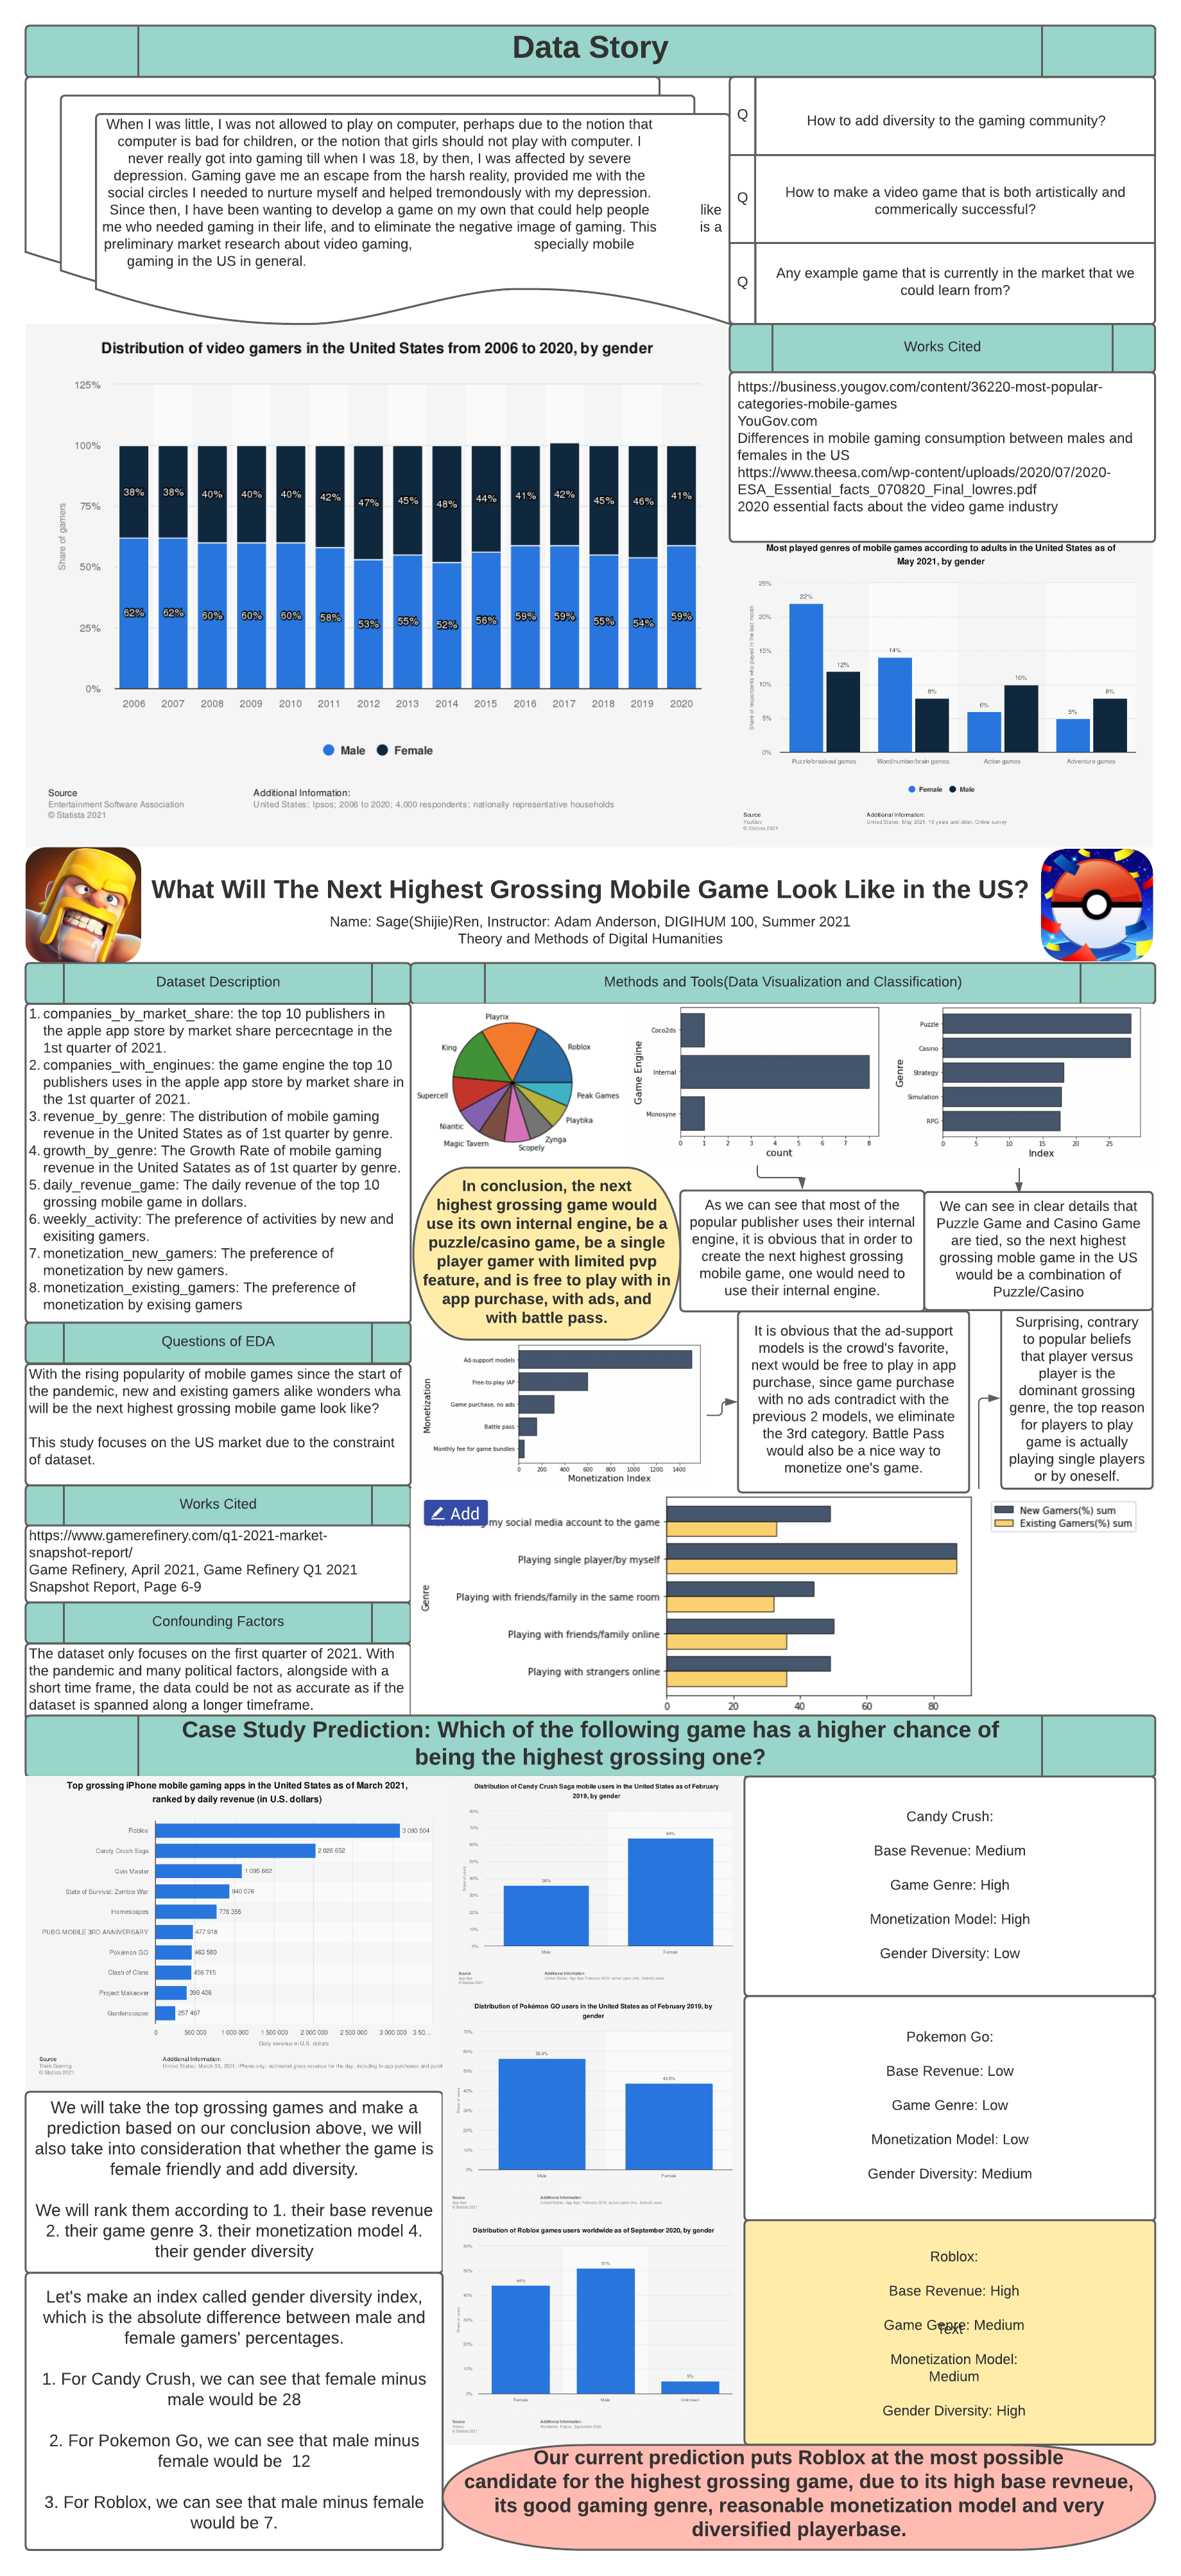 Data Story
When I was little, I was not allowed to play on computer, perhaps due to the notion that
computer is bad for children, or the notion that girls should not play with computer. I
never really got into gaming till when I was 18, by then, I was affected by severe
depression. Gaming gave me an escape from the harsh reality, provided me with the
social circles I needed to nurture myself and helped tremondously with my depression.
Since then, I have been wanting to develop a game on my own that could help people like
me who needed gaming in their life, and to eliminate the negative image of gaming. This is a
preliminary market research about video gaming, specially mobile
gaming in the US in general.
Q
How to add diversity to the gaming community?
Q
How to make a video game that is both artistically and
commerically successful?
Q
Any example game that is currently in the market that we
could learn from?
Distribution of video gamers in the United States from 2006 to 2020, by gender
125%
100%
75%
50%
25%
0%
Share of gamers
38% 38% 40% 40% 40% 42% 47% 45% 48% 44% 41% 42% 45% 46% 41%
62% 62% 60% 60% 60% 58% 53% 55% 52% 56% 59% 59% 55% 54% 59%
2006 2007 2008 2009 2010 2011 2012 2013 2014 2015 2016 2017 2018 2019 2020
Male Female
Source
Entertainment Software Association
© Statista 2021
Additional Information:
United States; Ipsos; 2006 to 2020; 4,000 respondents; nationally representative households
Works Cited
https://business.yougov.com/content/36220-most-popular-
categories-mobile-games
YouGov.com
Differences in mobile gaming consumption between males and
females in the US
https://www.theesa.com/wp-content/uploads/2020/07/2020-
ESA_Essential_facts_070820_Final_lowres.pdf
2020 essential facts about the video game industry
Most played genres of mobile games according to adults in the United States as of
May 2021, by gender
25%
20%
15%
10%
5%
0%
Share of respondents who played in the last month
22% 12% 14% 8% 6% 10% 5% 8%
Puzzle/breakout games Word/number/brain games Action games Adventure games
Female Male
Source
YouGov
© Statista 2021
Additional Information:
United States; May 2021; 18 years and older; Online survey
What Will The Next Highest Grossing Mobile Game Look Like in the US?
Name: Sage(Shijie)Ren, Instructor: Adam Anderson, DIGIHUM 100, Summer 2021
Theory and Methods of Digital Humanities
Dataset Description
1. companies_by_market_share: the top 10 publishers in
the apple app store by market share percecntage in the
1st quarter of 2021.
2. companies_with_enginues: the game engine the top 10
publishers uses in the apple app store by market share in
the 1st quarter of 2021.
3. revenue_by_genre: The distribution of mobile gaming
revenue in the United States as of 1st quarter by genre.
4. growth_by_genre: The Growth Rate of mobile gaming
revenue in the United Satates as of 1st quarter by genre.
5. daily_revenue_game: The daily revenue of the top 10
grossing mobile game in dollars.
6. weekly_activity: The preference of activities by new and
exisiting gamers.
7. monetization_new_gamers: The preference of
monetization by new gamers.
8. monetization_existing_gamers: The preference of
monetization by exising gamers
Questions of EDA
With the rising popularity of mobile games since the start of
the pandemic, new and existing gamers alike wonders wha
will be the next highest grossing mobile game look like?
This study focuses on the US market due to the constraint
of dataset.
Works Cited
https://www.gamerefinery.com/q1-2021-market-
snapshot-report/
Game Refinery, April 2021, Game Refinery Q1 2021
Snapshot Report, Page 6-9
Confounding Factors
The dataset only focuses on the first quarter of 2021. With
the pandemic and many political factors, alongside with a
short time frame, the data could be not as accurate as if the
dataset is spanned along a longer timeframe.
Methods and Tools(Data Visualization and Classification)
Playrix
King
Roblox
Supercell
Peak Games
Niantic
Playtika
Magic Tavern
Zynga
Scopely
Game Engine
Coco2ds
Internal
Monosyne
0 1 2 3 4 5 6 7 8
count
Genre
Puzzle
Casino
Strategy
Simulation
RPG
0 5 10 15 20 25
Index
In conclusion, the next
highest grossing game would
use its own internal engine, be a
puzzle/casino game, be a single
player gamer with limited pvp
feature, and is free to play with in
app purchase, with ads, and
with battle pass.
As we can see that most of the
popular publisher uses their internal
engine, it is obvious that in order to
create the next highest grossing
mobile game, one would need to
use their internal engine.
We can see in clear details that
Puzzle Game and Casino Game
are tied, so the next highest
grossing moble game in the US
would be a combination of
Puzzle/Casino
Monetization
Ad-support models
Free-to-play IAP
Game purchase, no ads
Battle pass
Monthly fee for game bundles
0 200 400 600 800 1000 1200 1400
Monetization Index
It is obvious that the ad-support
models is the crowd's favorite,
next would be free to play in app
purchase, since game purchase
with no ads contradict with the
previous 2 models, we eliminate
the 3rd category. Battle Pass
would also be a nice way to
monetize one's game.
Surprising, contrary
to popular beliefs
that player versus
player is the
dominant grossing
genre, the top reason
for players to play
game is actually
playing single players
or by oneself.
Add
my social media account to the game
Playing single player/by myself
Playing with friends/family in the same room
Playing with friends/family online
Playing with strangers online
Genre
0 20 40 60 80
New Gamers(%) sum
Existing Gamers(%) sum
Case Study Prediction: Which of the following game has a higher chance of
being the highest grossing one?
Top grossing iPhone mobile gaming apps in the United States as of March 2021,
ranked by daily revenue (in U.S. dollars)
Roblox 3 093 504
Candy Crush Saga 2 026 652
Coin Master 1 095 682
State of Survival: Zombie War 940 078
Homescapes 776 355
PUBG MOBILE 3RD ANNIVERSARY 477 918
Pokémon GO 463 580
Clash of Clans 456 715
Project Makeover 399 406
Gardenscapes 257 467
0 500 000 1 000 000 1 500 000 2 000 000 2 500 000 3 000 000 3 50...
Daily revenue in U.S. dollars
Source
Think Gaming
© Statista 2021
Additional Information:
United States; March 23, 2021; iPhone only; estimated gross revenue for the day, including in-app purchases and paid
We will take the top grossing games and make a
prediction based on our conclusion above, we will
also take into consideration that whether the game is
female friendly and add diversity.
We will rank them according to 1. their base revenue
2. their game genre 3. their monetization model 4.
their gender diversity
Let's make an index called gender diversity index,
which is the absolute difference between male and
female gamers' percentages.
1. For Candy Crush, we can see that female minus
male would be 28
2. For Pokemon Go, we can see that male minus
female would be 12
3. For Roblox, we can see that male minus female
would be 7.
Distribution of Candy Crush Saga mobile users in the United States as of February
2019, by gender
80%
70%
60%
50%
40%
30%
20%
10%
0%
Share of users
36% 64%
Male Female
Source
© Statista 2021
Additional Information:
Distribution of Pokémon GO users in the United States as of February 2019, by
gender
70%
60%
50%
40%
30%
20%
10%
0%
Share of users
56.4% 43.6%
Male Female
Source
© Statista 2021
Additional Information:
Distribution of Roblox games users worldwide as of September 2020, by gender
60%
50%
40%
30%
20%
10%
0%
Share of users
44% 51% 5%
Female Male Unknown
Source
Roblox
© Statista 2021
Additional Information:
Worldwide; Roblox; September 2020
Candy Crush:
Base Revenue: Medium
Game Genre: High
Monetization Model: High
Gender Diversity: Low
Pokemon Go:
Base Revenue: Low
Game Genre: Low
Monetization Model: Low
Gender Diversity: Medium
Roblox:
Base Revenue: High
Game Genre: Medium
Text
Monetization Model:
Medium
Gender Diversity: High
Our current prediction puts Roblox at the most possible
candidate for the highest grossing game, due to its high base revneue,
its good gaming genre, reasonable monetization model and very
diversified playerbase.